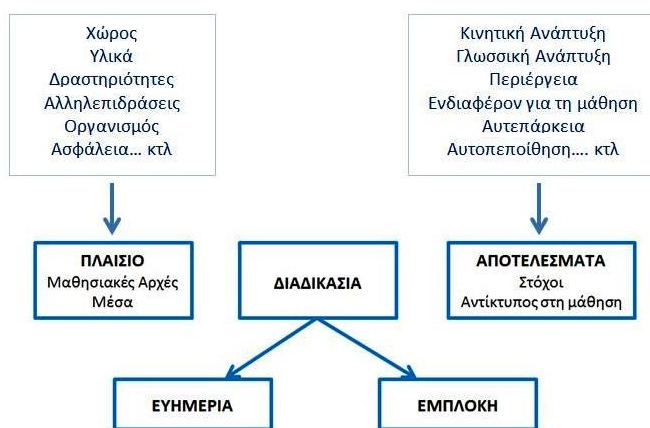 Χώρος
Υλικά
Δραστηριότητες
Αλληλεπιδράσεις
Οργανισμός
Ασφάλεια... κτλ
Κινητική Ανάπτυξη
Γλωσσική Ανάπτυξη
Περιέργεια
Ενδιαφέρον για τη μάθηση
Αυτεπάρκεια
Αυτοπεποίθηση.... κτλ
ΠΛΑΙΣΙΟ
Μαθησιακές Αρχές
Μέσα
ΔΙΑΔΙΚΑΣΙΑ
ΑΠΟΤΕΛΕΣΜΑΤΑ
Στόχοι
Αντίκτυπος στη μάθηση
ΕΥΗΜΕΡΙΑ
ΕΜΠΛΟΚΗ